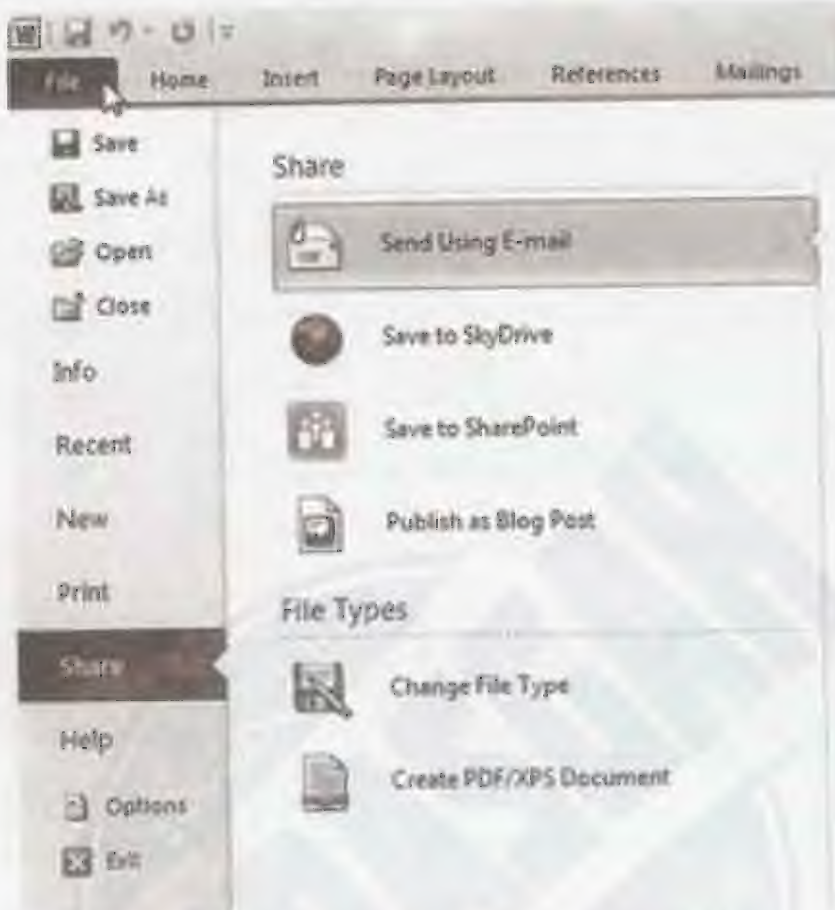 File Home Insert Page Layout References Mailings
Save
Save As
Open
Close
Info
Recent
New
Print
Share
Help
Options
Exit
Share
Send Using E-mail
Save to SkyDrive
Save to SharePoint
Publish as Blog Post
File Types
Change File Type
Create PDF/XPS Document